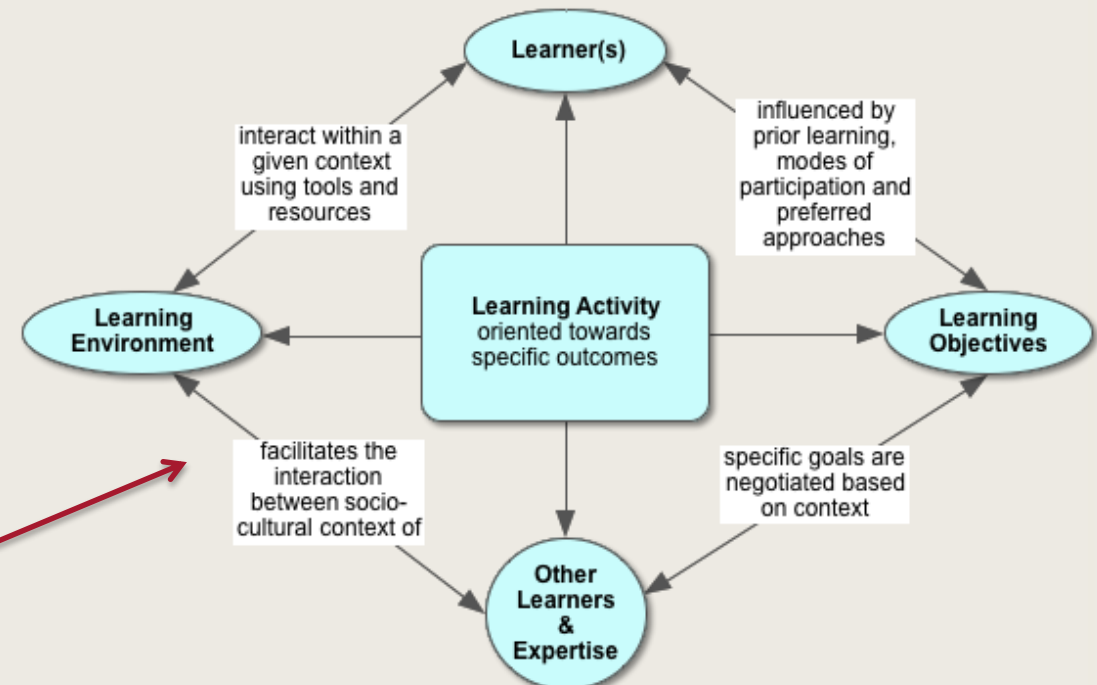 Learner(s)
interact within a
given context
using tools and
resources
influenced by
prior learning,
modes of
participation and
preferred
approaches
Learning
Environment
Learning Activity
oriented towards
specific outcomes
Learning
Objectives
facilitates the
interaction
between socio-
cultural context of
specific goals are
negotiated based
on context
Other
Learners
&
Expertise